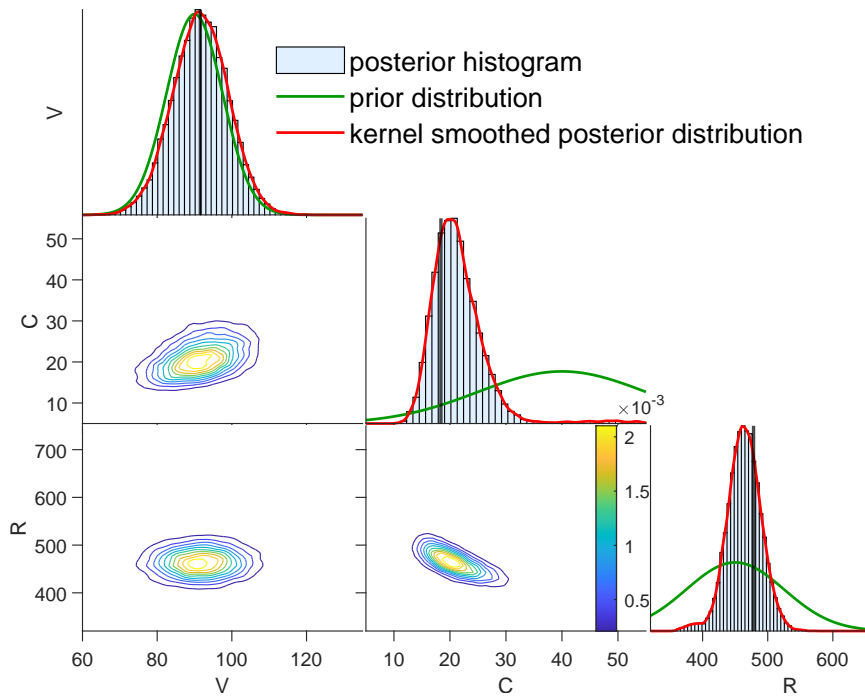 V
posterior histogram
prior distribution
kernel smoothed posterior distribution
50
40
30
20
10
C
×10⁻³
2
1.5
1
0.5
700
600
500
400
R
60 80 100 120
V
10 20 30 40 50
C
400 500 600
R